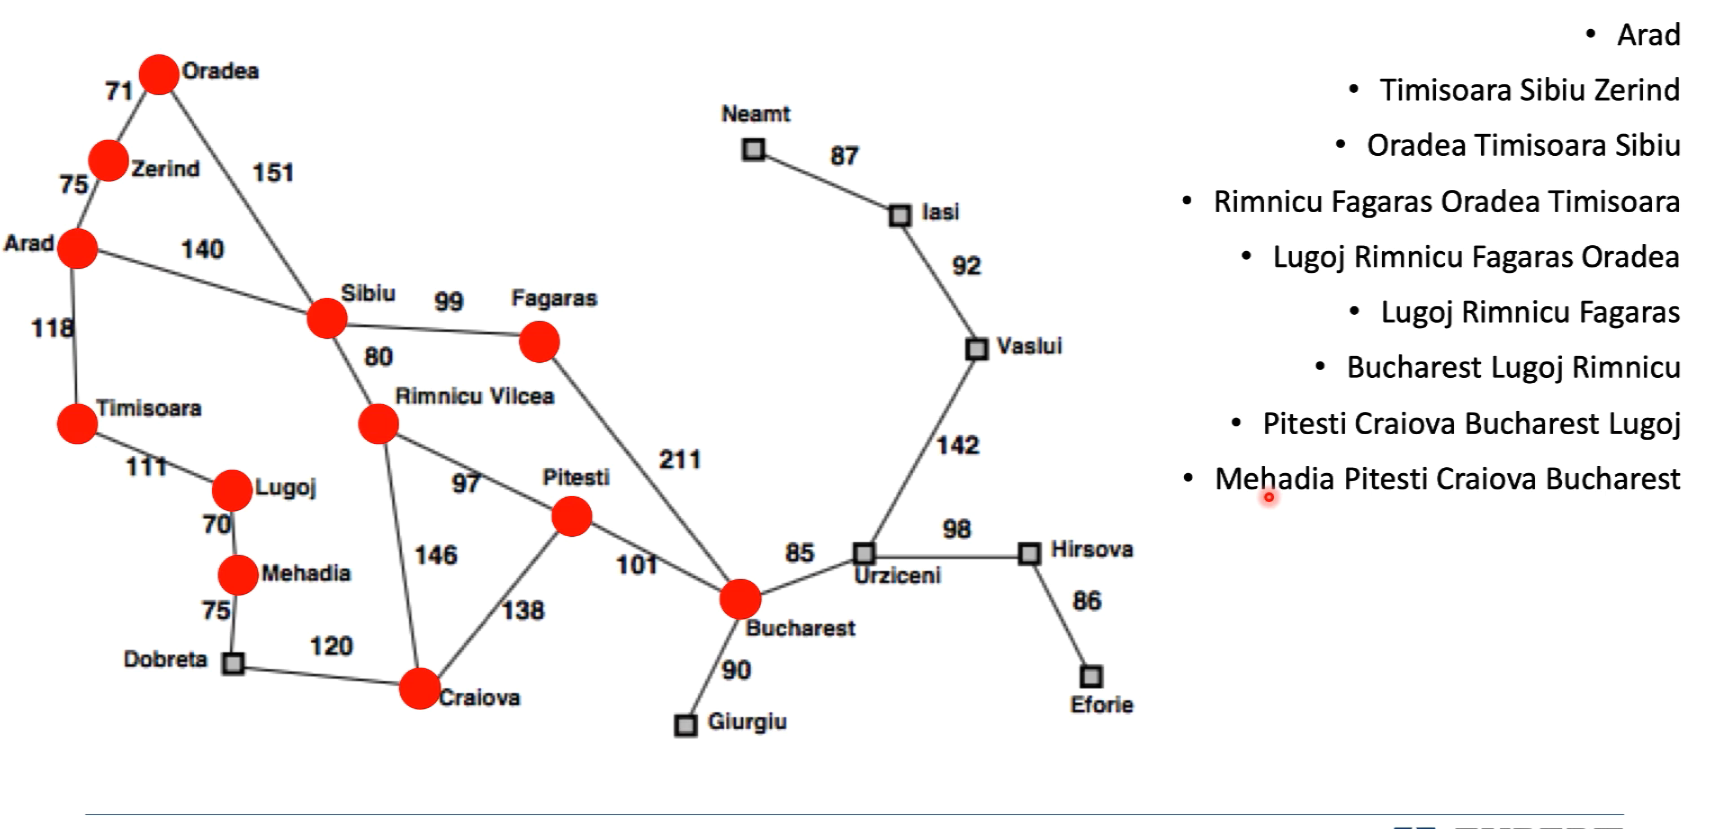 Oradea
71
Zerind
151
75
Arad
140
118
Sibiu
99
Fagaras
80
Rimnicu Vilcea
Timisoara
111
Lugoj
70
Mehadia
75
Dobreta
120
Craiova
97
Pitesti
146
138
101
211
Bucharest
90
Giurgiu
85
Urziceni
98
Hirsova
86
Eforie
142
Vaslui
92
Iasi
87
Neamt
• Arad
• Timisoara Sibiu Zerind
• Oradea Timisoara Sibiu
• Rimnicu Fagaras Oradea Timisoara
• Lugoj Rimnicu Fagaras Oradea
• Lugoj Rimnicu Fagaras
• Bucharest Lugoj Rimnicu
• Pitesti Craiova Bucharest Lugoj
• Mehadia Pitesti Craiova Bucharest